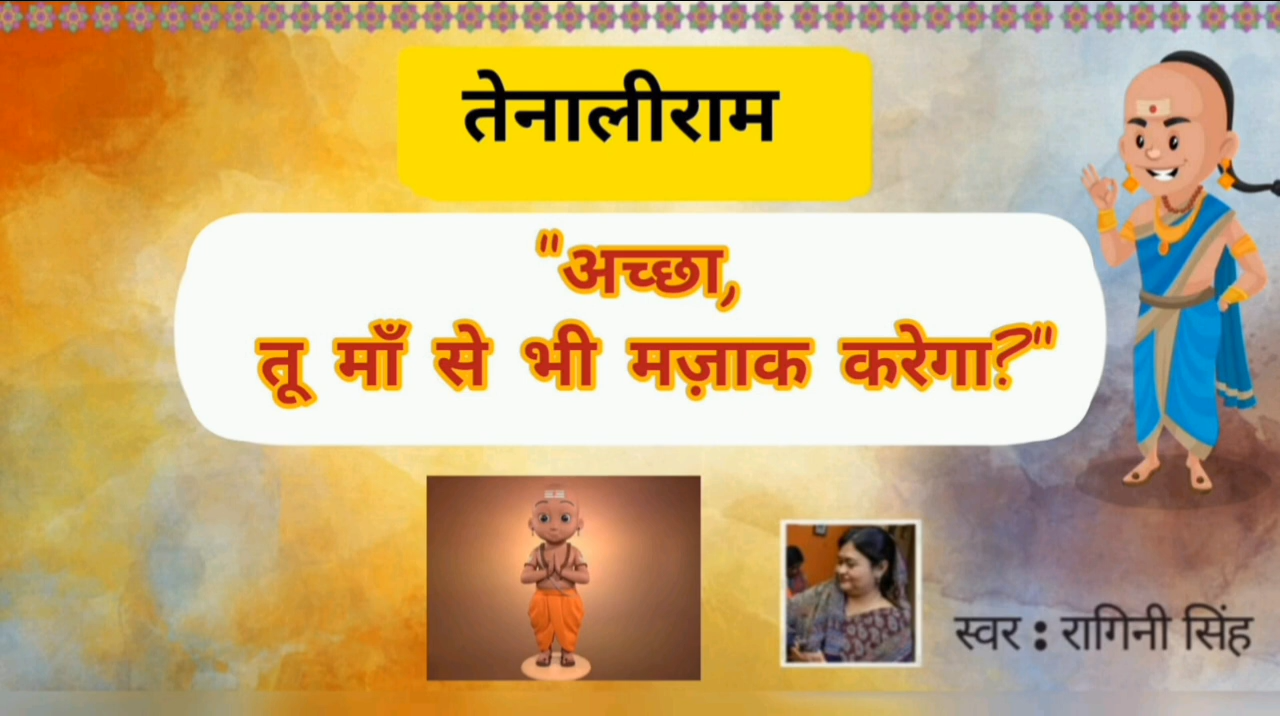 तेनालीराम
"अच्छा,
तू माँ से भी मज़ाक करेगा?"
स्वर : रागिनी सिंह